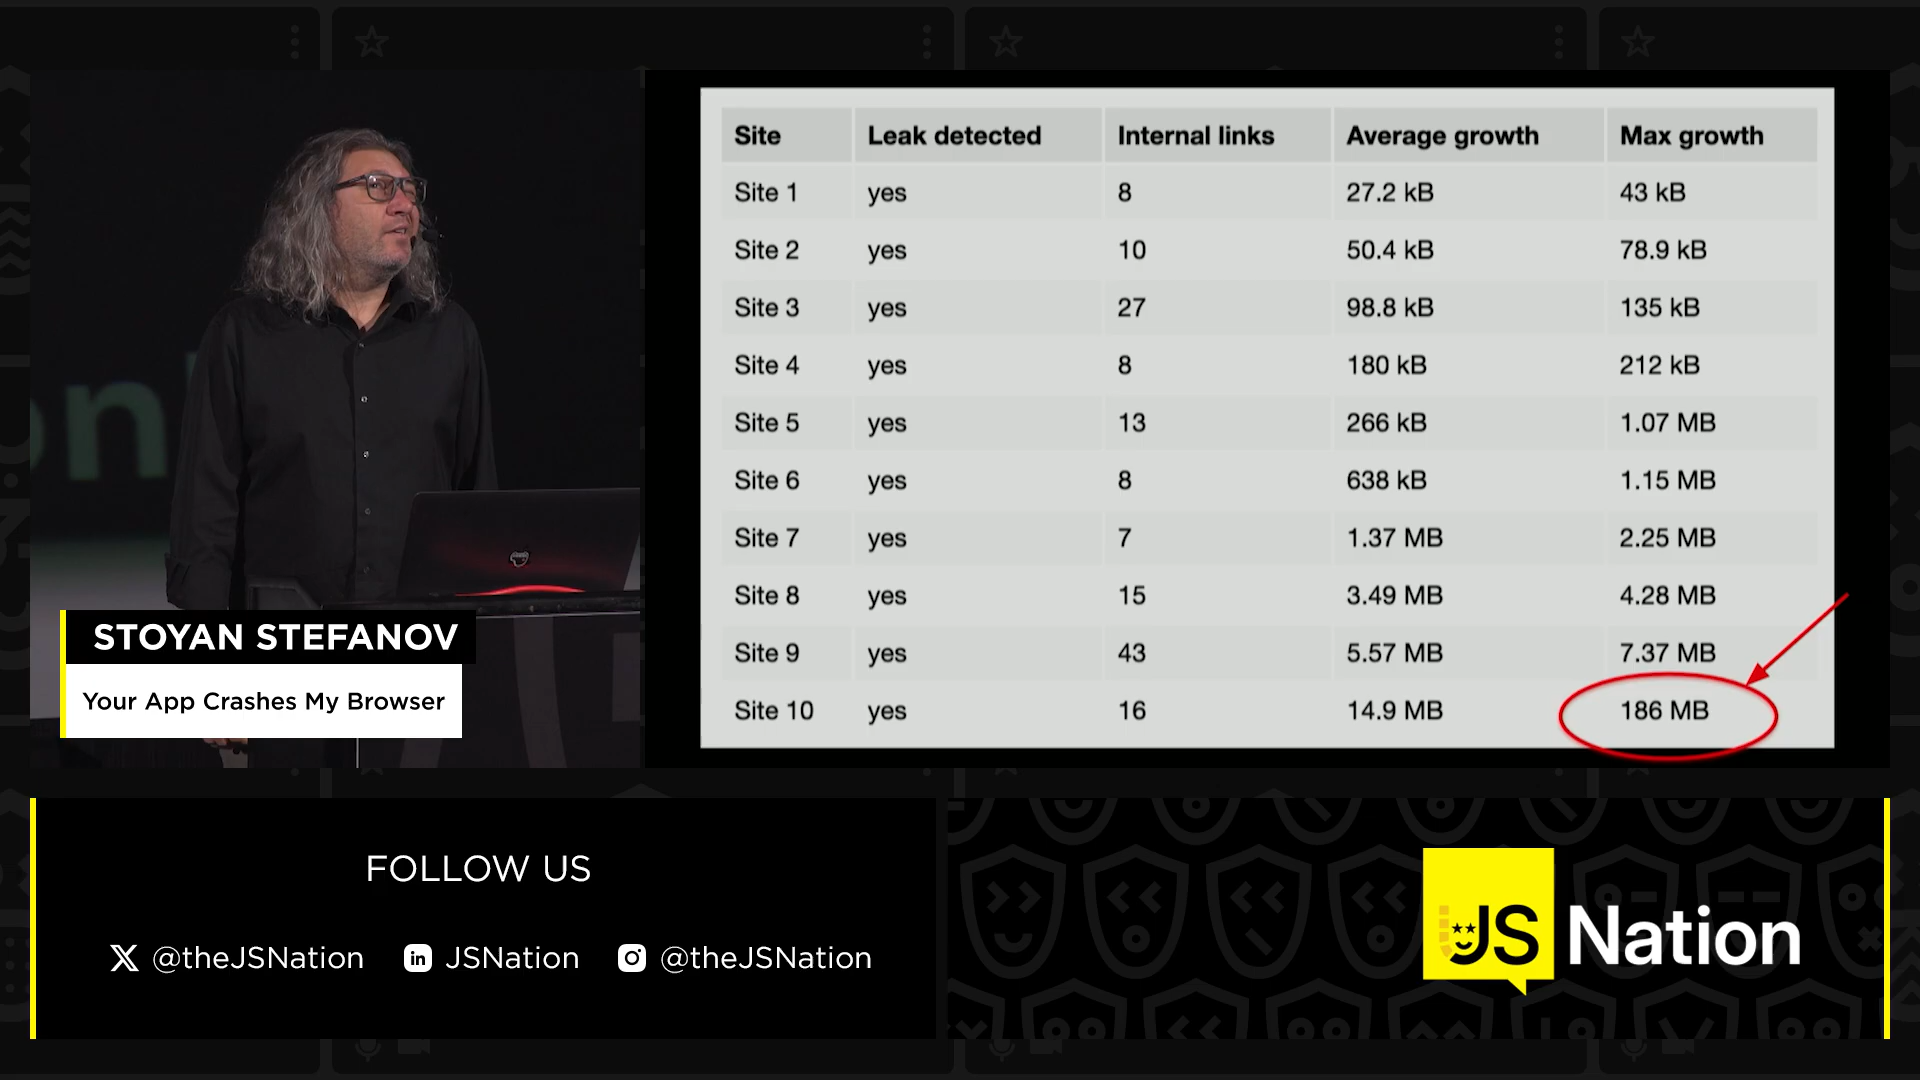 Site Leak detected Internal links Average growth Max growth
Site 1 yes 8 27.2 kB 43 kB
Site 2 yes 10 50.4 kB 78.9 kB
Site 3 yes 27 98.8 kB 135 kB
Site 4 yes 8 180 kB 212 kB
Site 5 yes 13 266 kB 1.07 MB
Site 6 yes 8 638 kB 1.15 MB
Site 7 yes 7 1.37 MB 2.25 MB
Site 8 yes 15 3.49 MB 4.28 MB
Site 9 yes 43 5.57 MB 7.37 MB
Site 10 yes 16 14.9 MB 186 MB
on
STOYAN STEFANOV
Your App Crashes My Browser
FOLLOW US
@theJSNation JSNation @theJSNation
JS Nation